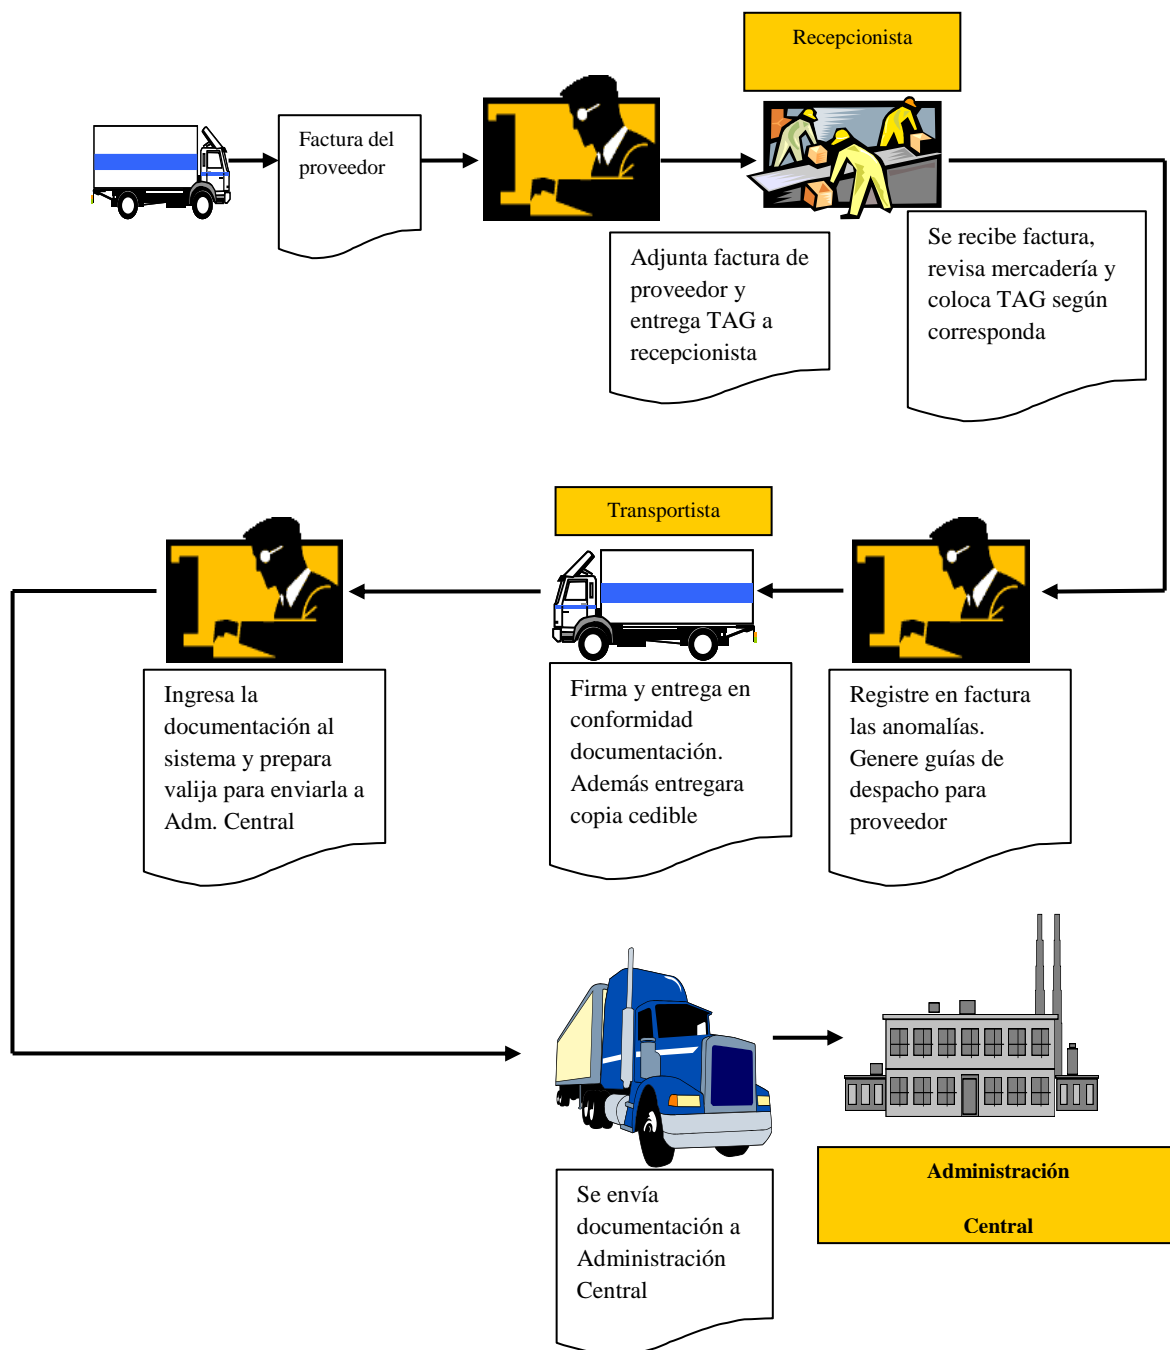 Recepcionista
Factura del
proveedor
Adjunta factura de
proveedor y
entrega TAG a
recepcionista
Se recibe factura,
revisa mercadería y
coloca TAG según
corresponda
Transportista
Registre en factura
las anomalías.
Genere guías de
despacho para
proveedor
Firma y entrega en
conformidad
documentación.
Además entregara
copia cedible
Ingresa la
documentación al
sistema y prepara
valija para enviarla a
Adm. Central
Se envía
documentación a
Administración
Central
Administración
Central